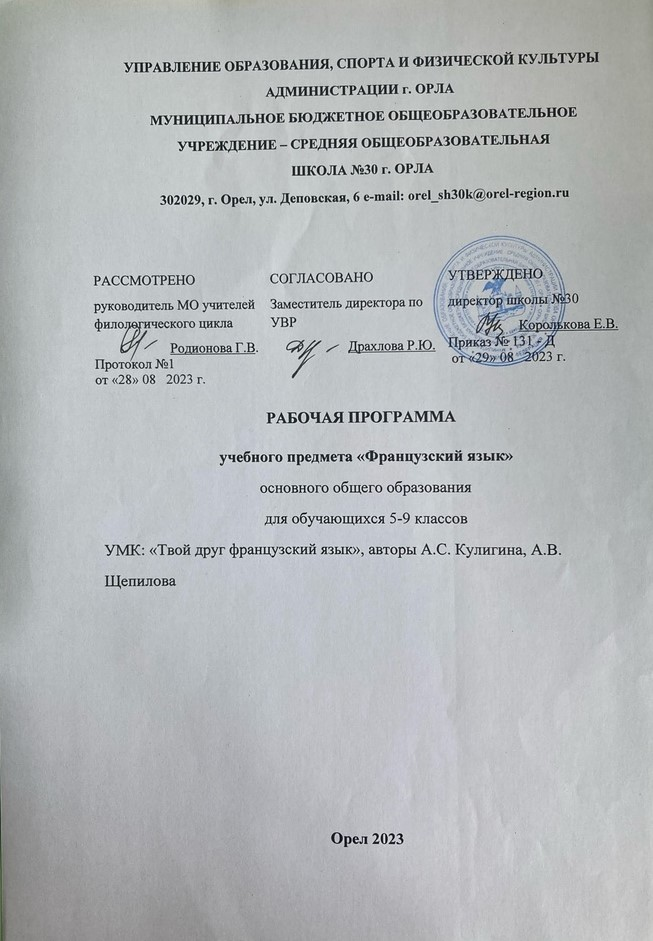 УПРАВЛЕНИЕ ОБРАЗОВАНИЯ, СПОРТА И ФИЗИЧЕСКОЙ КУЛЬТУРЫ
АДМИНИСТРАЦИИ г. ОРЛА
МУНИЦИПАЛЬНОЕ БЮДЖЕТНОЕ ОБЩЕОБРАЗОВАТЕЛЬНОЕ
УЧРЕЖДЕНИЕ – СРЕДНЯЯ ОБЩЕОБРАЗОВАТЕЛЬНАЯ
ШКОЛА №30 г. ОРЛА
302029, г. Орел, ул. Деповская, 6 e-mail: orel_sh30k@orel-region.ru
РАССМОТРЕНО
руководитель МО учителей
филологического цикла
Родионова Г.В.
Протокол №1
от «28» 08 2023 г.
СОГЛАСОВАНО
Заместитель директора по
УВР
Драхлова Р.Ю.
УТВЕРЖДЕНО
директор школы №30
Королькова Е.В.
Приказ № 131 - Д
от «29» 08 2023 г.
РАБОЧАЯ ПРОГРАММА
учебного предмета «Французский язык»
основного общего образования
для обучающихся 5-9 классов
УМК: «Твой друг французский язык», авторы А.С. Кулигина, А.В.
Щепилова
Орел 2023